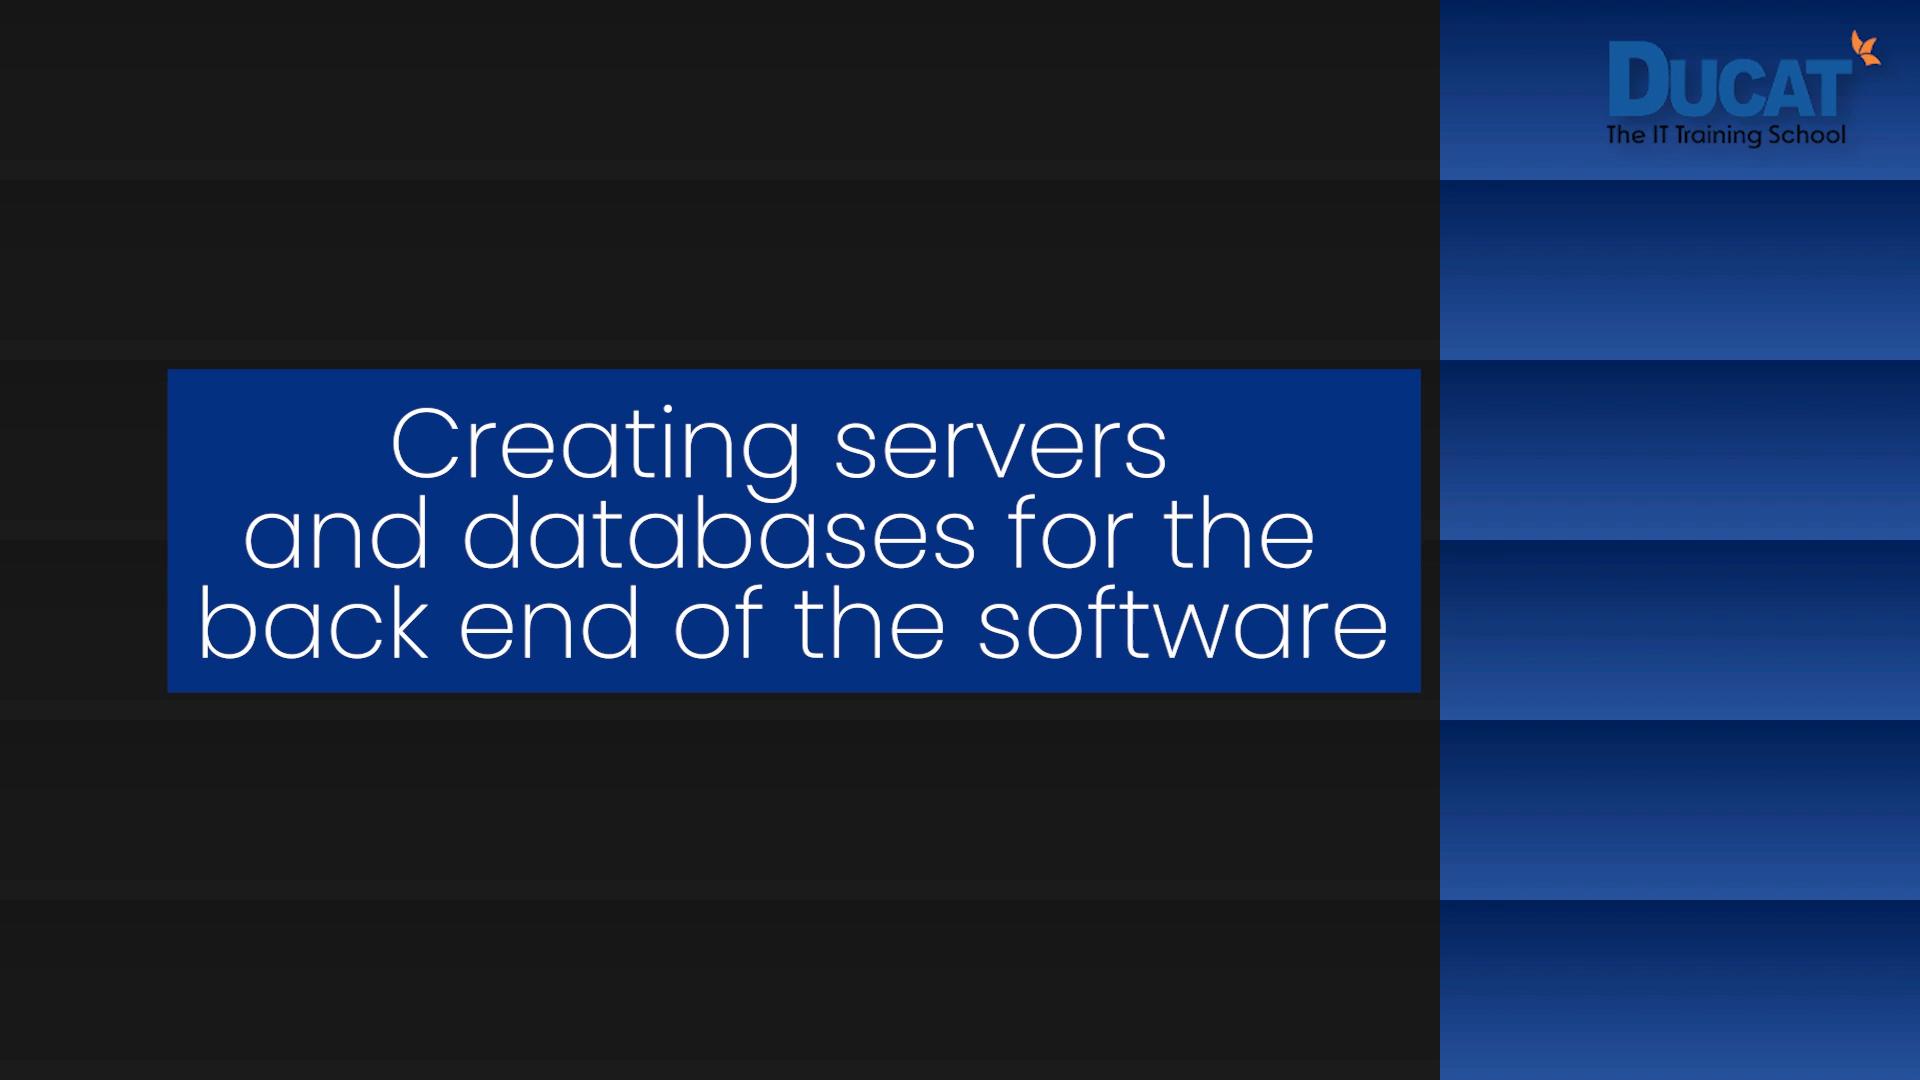 DUCAT
The IT Training School
Creating servers
and databases for the
back end of the software